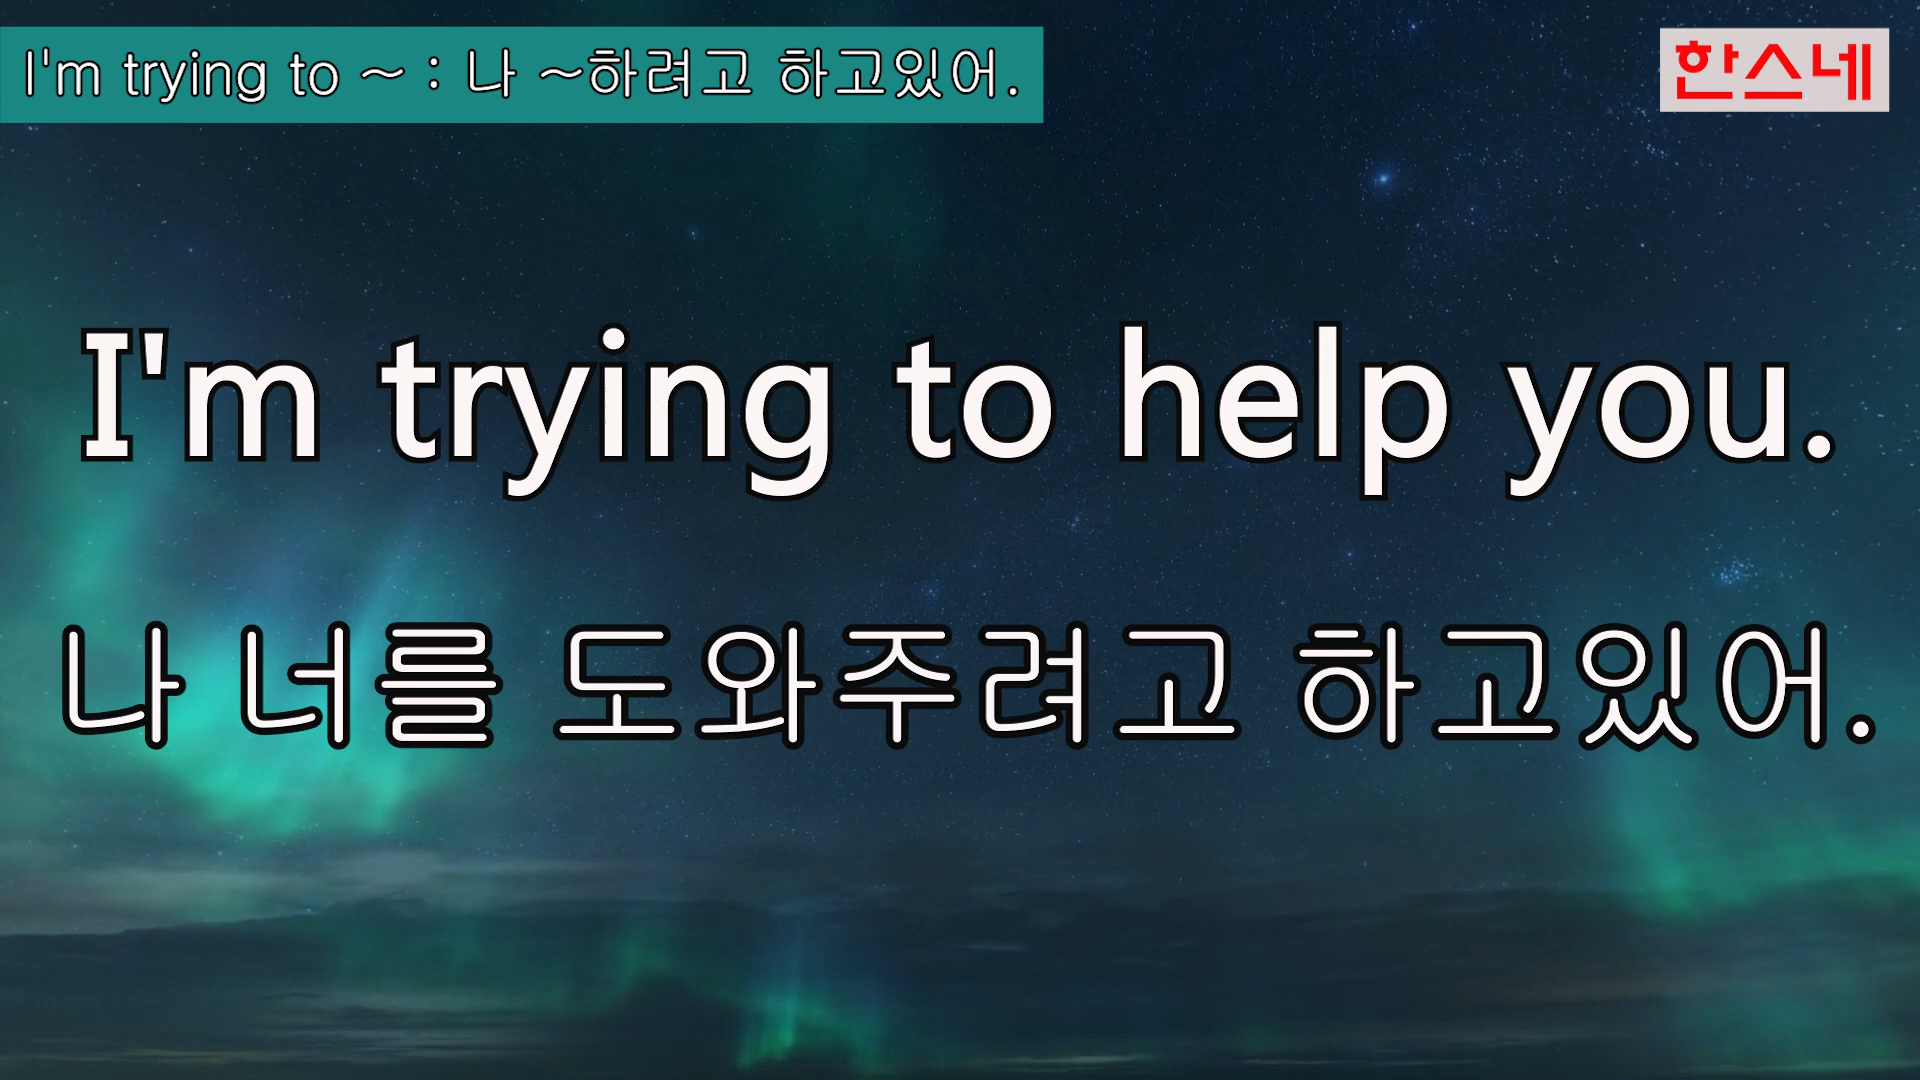 I'm trying to ~ : 나 ~하려고 하고있어.
한스네
I'm trying to help you.
나 너를 도와주려고 하고있어.